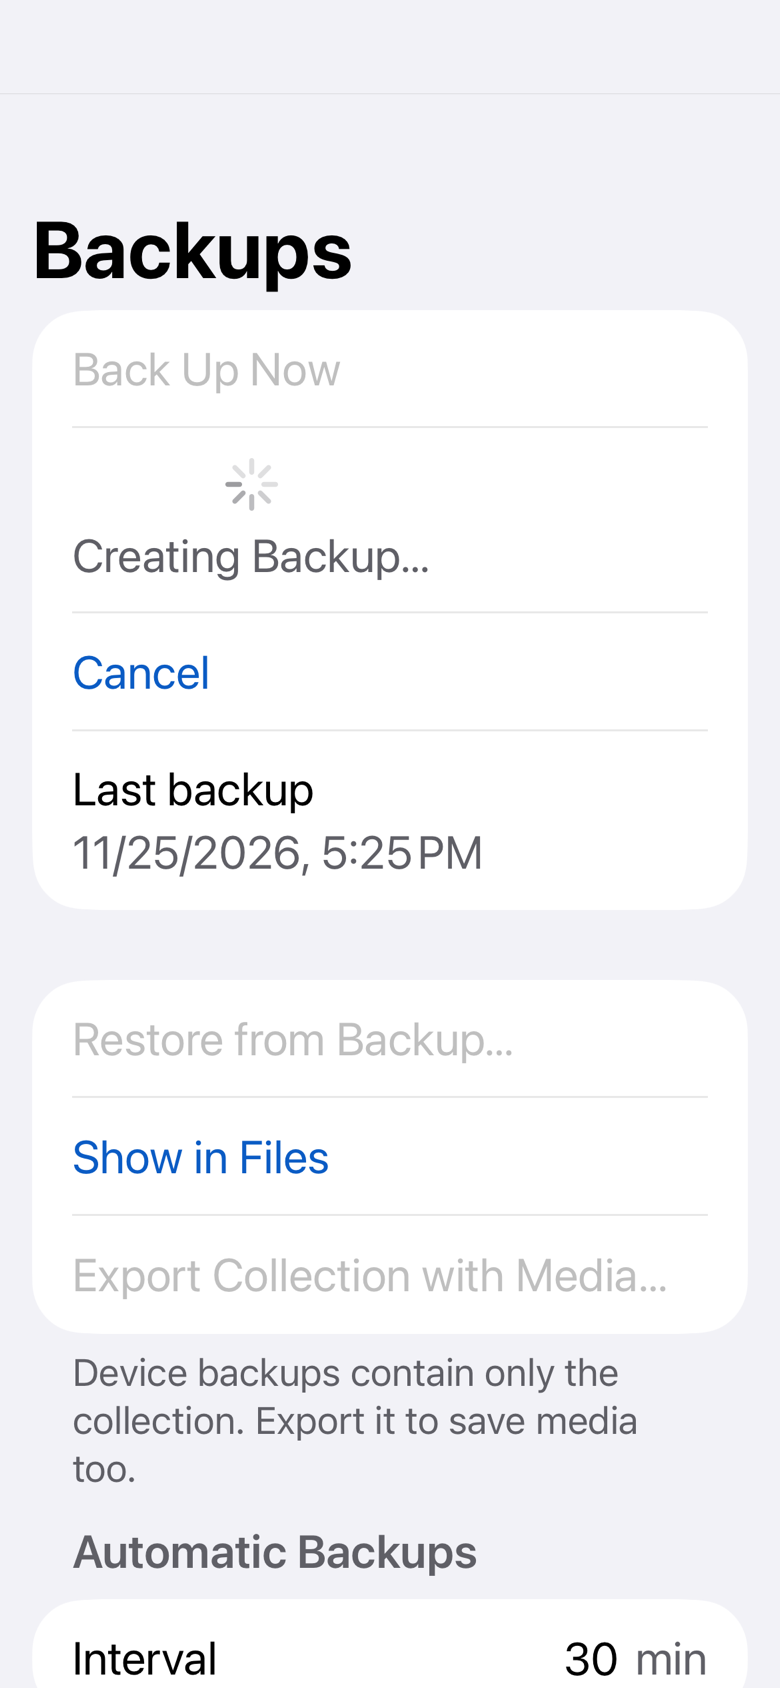 Backups
Back Up Now
Creating Backup...
Cancel
Last backup
11/25/2026, 5:25 PM
Restore from Backup...
Show in Files
Export Collection with Media...
Device backups contain only the
collection. Export it to save media
too.
Automatic Backups
Interval 30 min